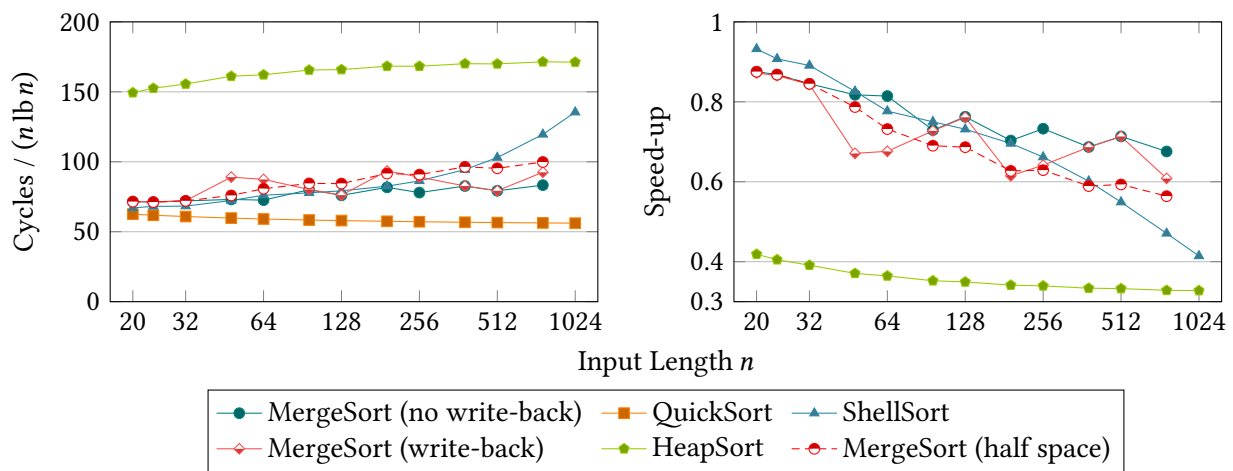 200
150
100
50
0
Cycles / (n lb n)
20 32 64 128 256 512 1024
1
0.8
0.6
0.4
0.3
Speed-up
20 32 64 128 256 512 1024
Input Length n
MergeSort (no write-back) QuickSort ShellSort
MergeSort (write-back) HeapSort MergeSort (half space)